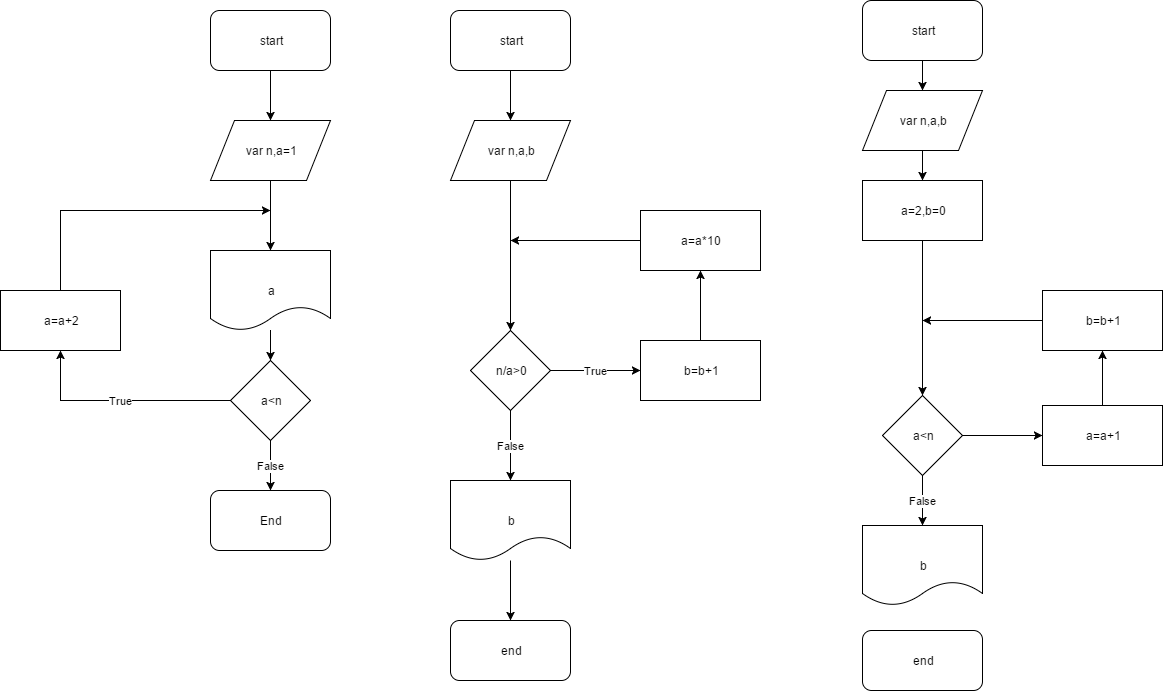 start
var n,a=1
a
a=a+2
a<n
True
False
End
start
var n,a,b
a=a*10
n/a>0
True
b=b+1
False
b
end
start
var n,a,b
a=2,b=0
b=b+1
a<n
a=a+1
False
b
end